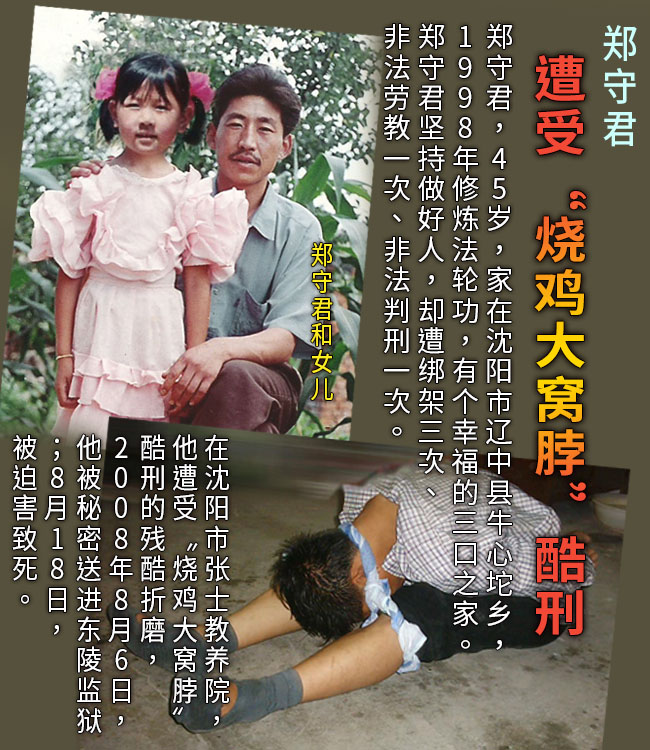 郑守君
遭受“烧鸡大窝脖”酷刑
郑守君，45岁，家在沈阳市辽中县牛心坨乡，
1998年修炼法轮功，有个幸福的三口之家。
郑守君坚持做好人，却遭绑架三次、
非法劳教一次、非法判刑一次。
郑守君和女儿
在沈阳市张士教养院，
他遭受“烧鸡大窝脖”
酷刑的残酷折磨，
2008年8月6日，
他被秘密送进东陵监狱
；8月18日，
被迫害致死。